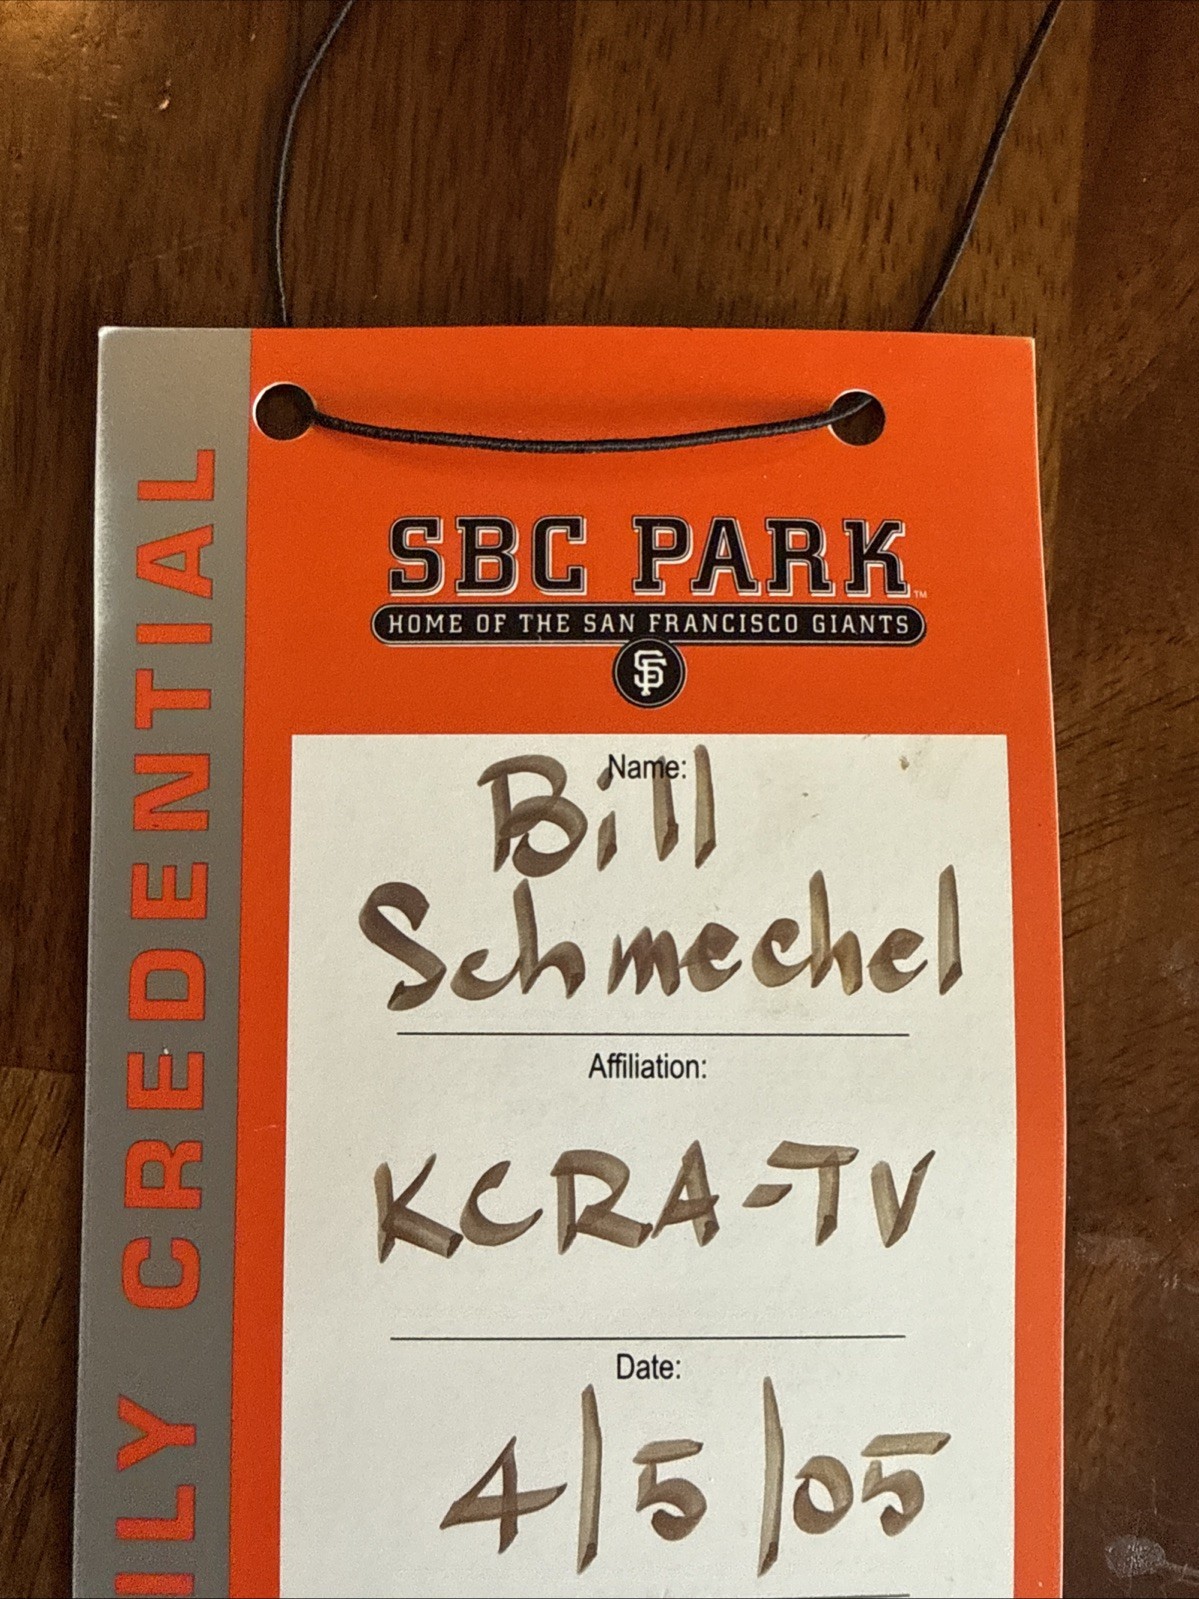 SBC PARK™
HOME OF THE SAN FRANCISCO GIANTS
SF
Name:
Bill
Schmechel
Affiliation:
KCRA-TV
Date:
4/5/05
ILY CREDENTIAL